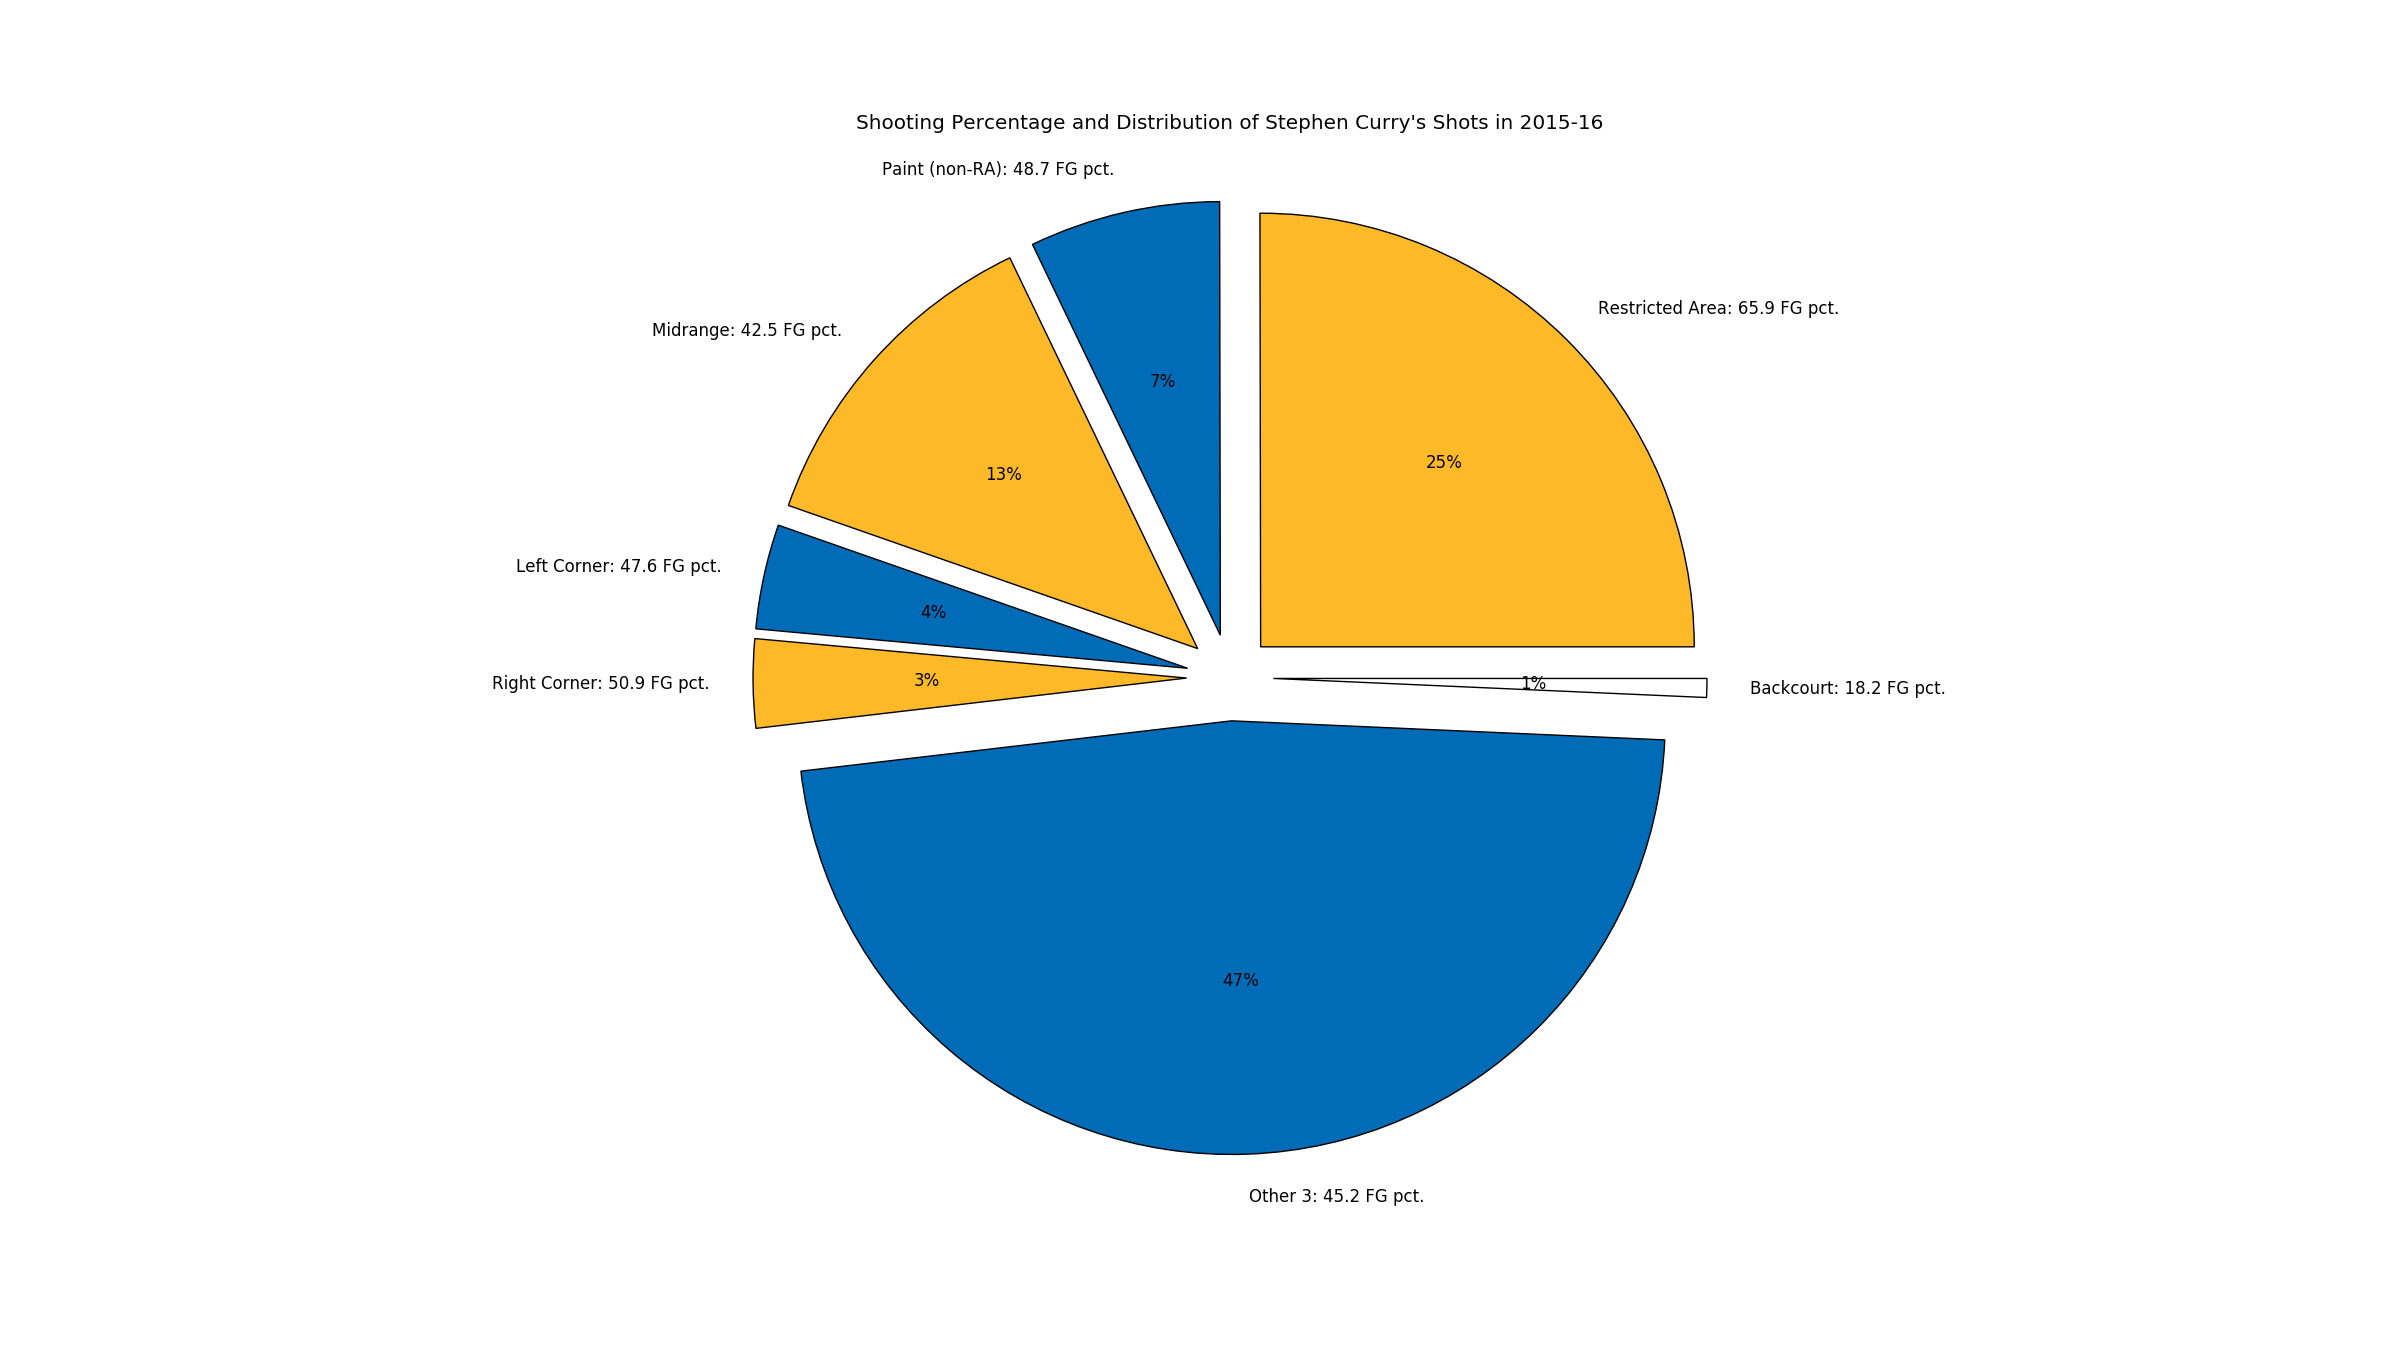 Shooting Percentage and Distribution of Stephen Curry's Shots in 2015-16
Paint (non-RA): 48.7 FG pct.
Restricted Area: 65.9 FG pct.
Midrange: 42.5 FG pct.
7%
25%
13%
Left Corner: 47.6 FG pct.
4%
Right Corner: 50.9 FG pct.
3%
1%
Backcourt: 18.2 FG pct.
47%
Other 3: 45.2 FG pct.